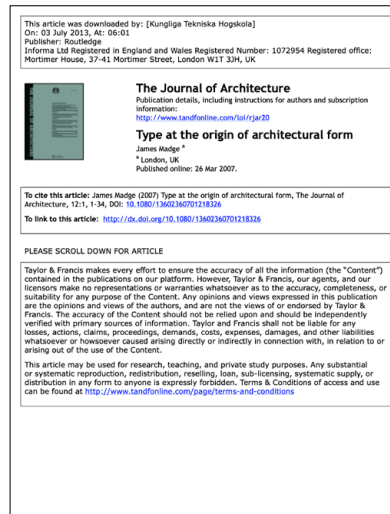 This article was downloaded by: [Kungliga Tekniska Hogskola]
On: 03 July 2013, At: 06:01
Publisher: Routledge
Informa Ltd Registered in England and Wales Registered Number: 1072954 Registered office:
Mortimer House, 37-41 Mortimer Street, London W1T 3JH, UK
The Journal of Architecture
Publication details, including instructions for authors and subscription
information:
http://www.tandfonline.com/loi/rjar20
Type at the origin of architectural form
James Madge a
a London, UK
Published online: 26 Mar 2007.
To cite this article: James Madge (2007) Type at the origin of architectural form, The Journal of
Architecture, 12:1, 1-34, DOI: 10.1080/13602360701218326
To link to this article: http://dx.doi.org/10.1080/13602360701218326
PLEASE SCROLL DOWN FOR ARTICLE
Taylor & Francis makes every effort to ensure the accuracy of all the information (the “Content”)
contained in the publications on our platform. However, Taylor & Francis, our agents, and our
licensors make no representations or warranties whatsoever as to the accuracy, completeness, or
suitability for any purpose of the Content. Any opinions and views expressed in this publication
are the opinions and views of the authors, and are not the views of or endorsed by Taylor &
Francis. The accuracy of the Content should not be relied upon and should be independently
verified with primary sources of information. Taylor and Francis shall not be liable for any
losses, actions, claims, proceedings, demands, costs, expenses, damages, and other liabilities
whatsoever or howsoever caused arising directly or indirectly in connection with, in relation to or
arising out of the use of the Content.
This article may be used for research, teaching, and private study purposes. Any substantial
or systematic reproduction, redistribution, reselling, loan, sub-licensing, systematic supply, or
distribution in any form to anyone is expressly forbidden. Terms & Conditions of access and use
can be found at http://www.tandfonline.com/page/terms-and-conditions